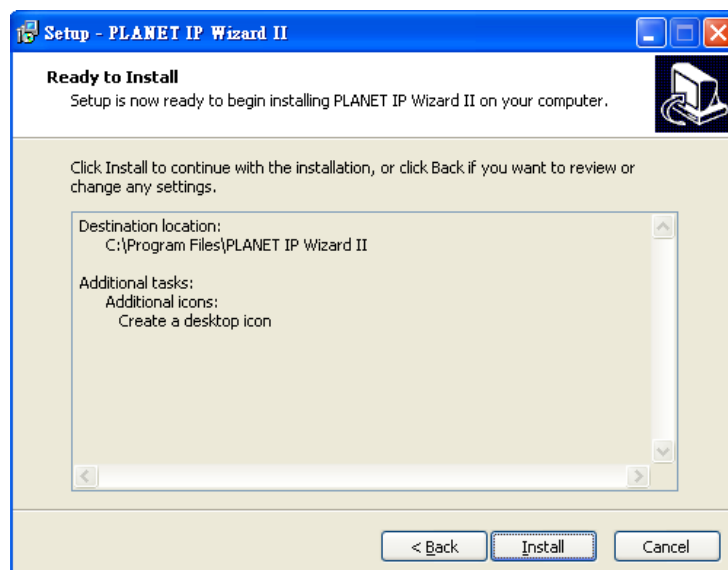 Setup - PLANET IP Wizard II
Ready to Install
Setup is now ready to begin installing PLANET IP Wizard II on your computer.
Click Install to continue with the installation, or click Back if you want to review or
change any settings.
Destination location:
C:\Program Files\PLANET IP Wizard II
Additional tasks:
Additional icons:
Create a desktop icon
< Back
Install
Cancel